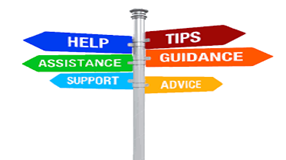 HELP
TIPS
ASSISTANCE
GUIDANCE
SUPPORT
ADVICE